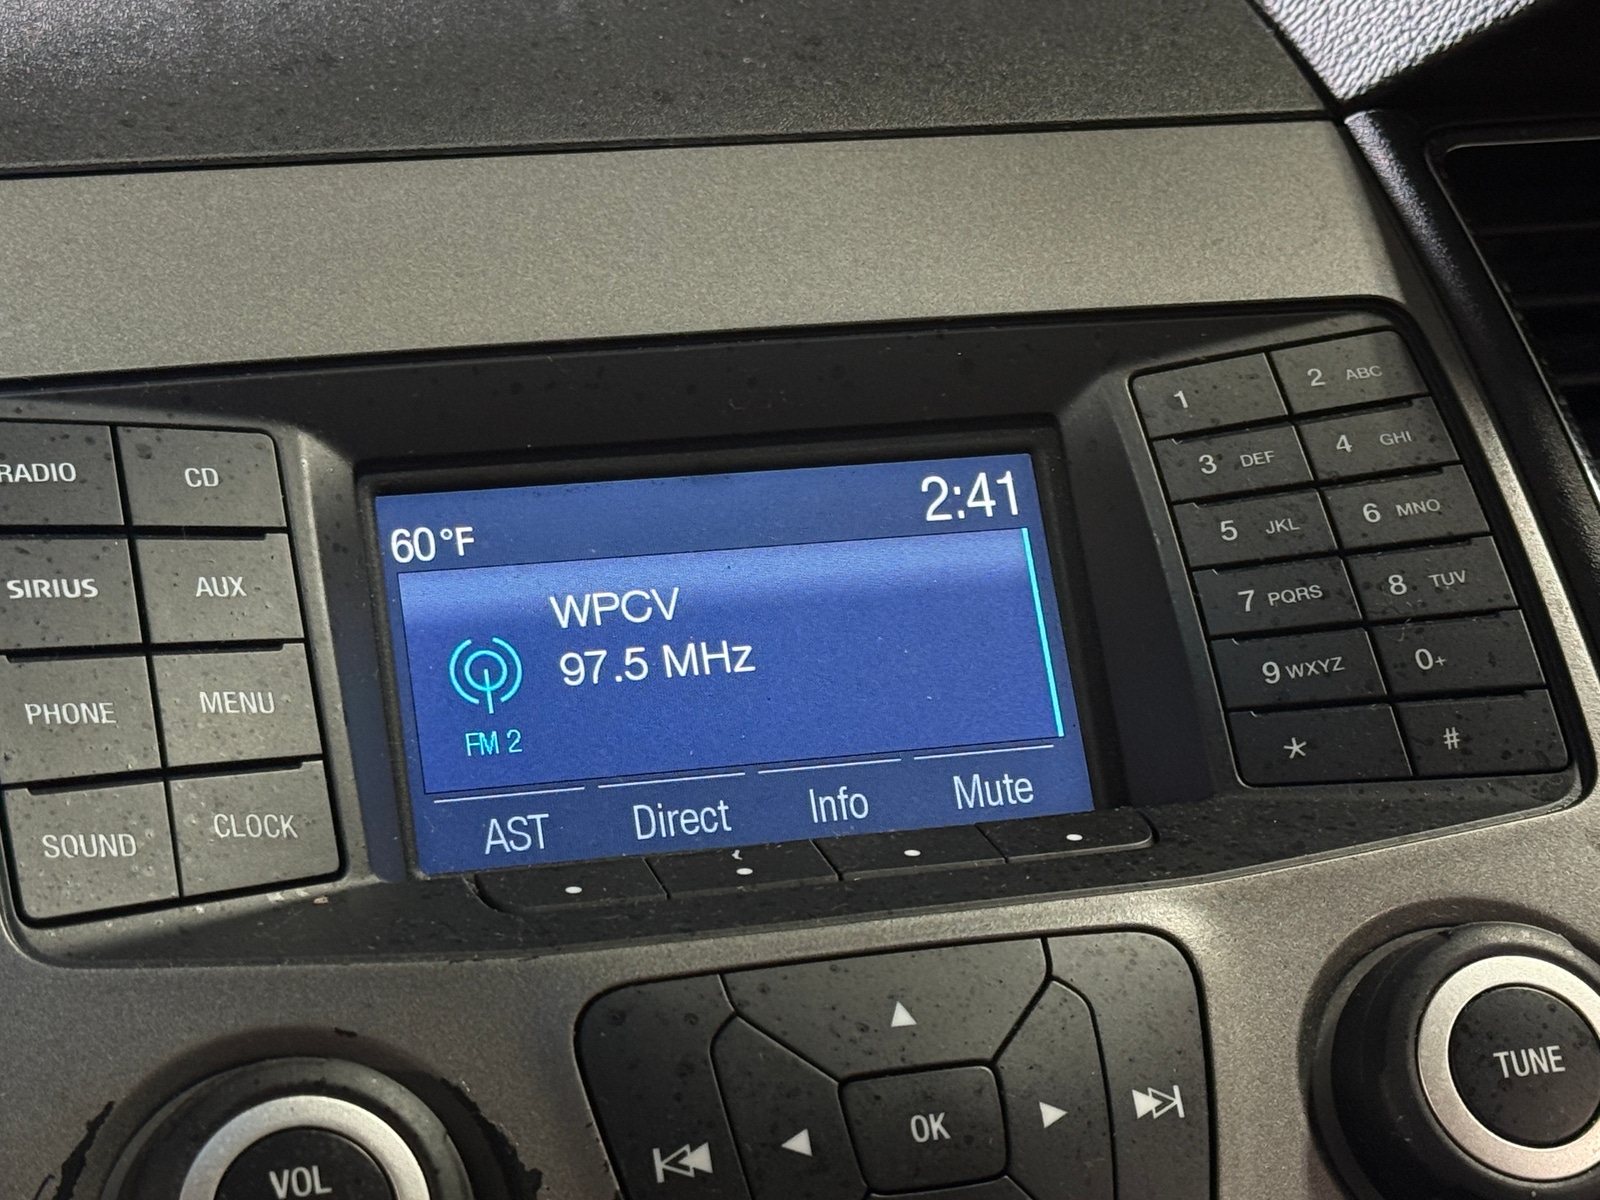 60°F 2:41
WPCV
97.5 MHz
FM 2
AST Direct Info Mute
RADIO CD
SIRIUS AUX
PHONE MENU
SOUND CLOCK
1 2 ABC
3 DEF 4 GHI
5 JKL 6 MNO
7 PQRS 8 TUV
9 WXYZ 0+
* #
OK
VOL
TUNE